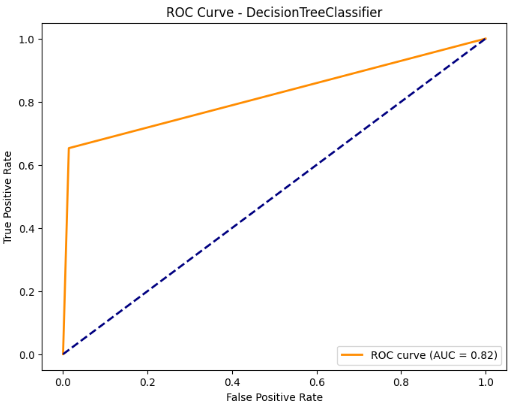 ROC Curve - DecisionTreeClassifier
True Positive Rate
1.0
0.8
0.6
0.4
0.2
0.0
ROC curve (AUC = 0.82)
0.0 0.2 0.4 0.6 0.8 1.0
False Positive Rate